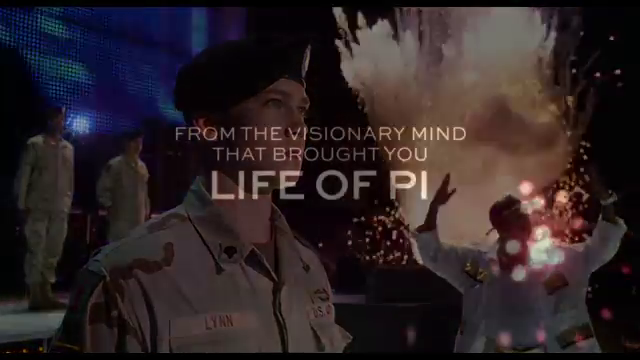 FROM THE VISIONARY MIND
THAT BROUGHT YOU
LIFE OF PI
LYNN